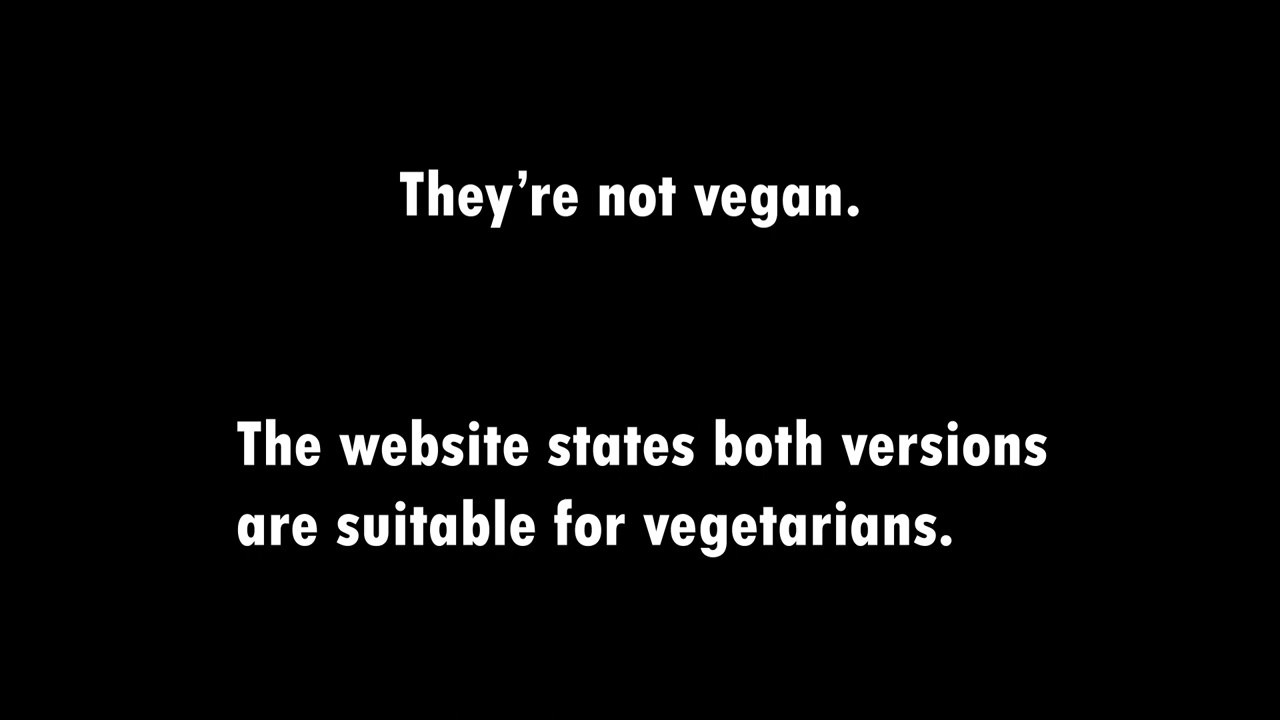 They’re not vegan.
The website states both versions
are suitable for vegetarians.